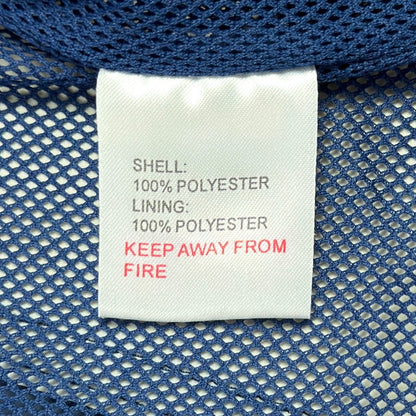 SHELL:
100% POLYESTER
LINING:
100% POLYESTER
KEEP AWAY FROM
FIRE